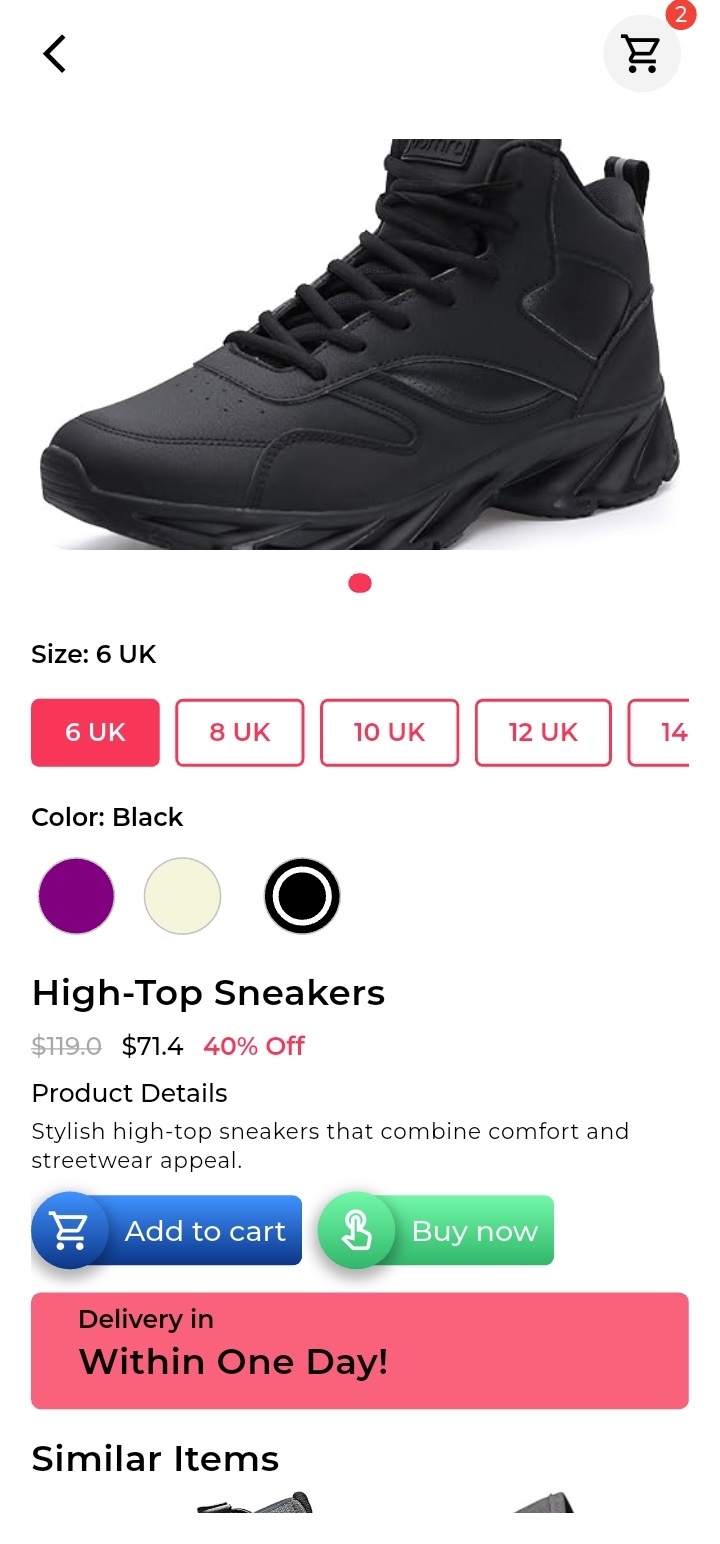 2
Size: 6 UK
6 UK
8 UK
10 UK
12 UK
14
Color: Black
High-Top Sneakers
$119.0 $71.4 40% Off
Product Details
Stylish high-top sneakers that combine comfort and
streetwear appeal.
Add to cart
Buy now
Delivery in
Within One Day!
Similar Items